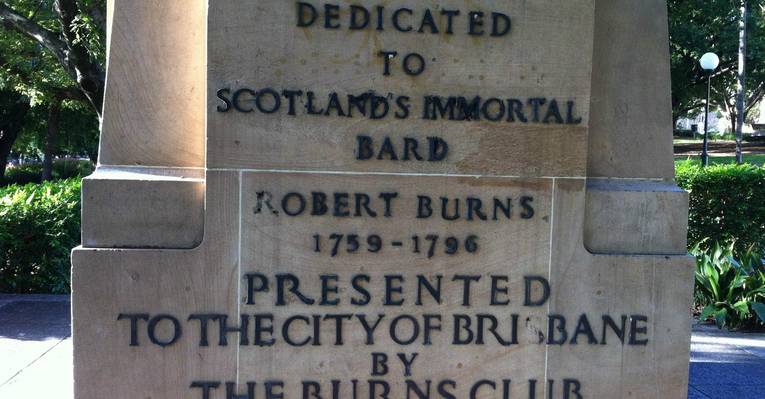 DEDICATED
TO
SCOTLAND'S IMMORTAL
BARD
ROBERT BURNS
1759-1796
PRESENTED
TO THE CITY OF BRISBANE
BY
THE BURNS CLUB